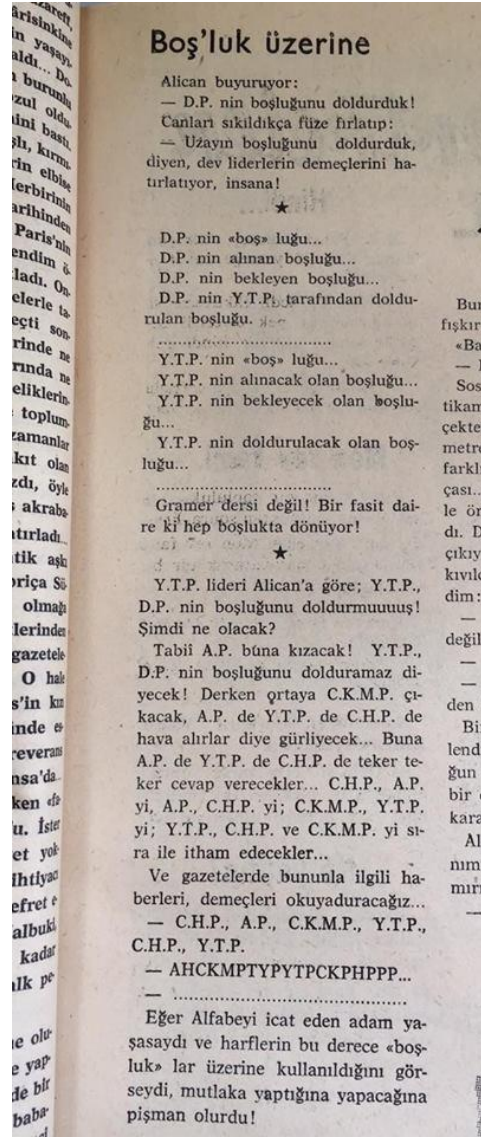 Boş'luk üzerine
Alican buyuruyor:
— D.P. nin boşluğunu doldurduk!
Canları sıkıldıkça füze fırlatıp:
— Uzayın boşluğunu doldurduk,
diyen, dev liderlerin demeçlerini ha-
tırlatıyor, insana!
★
D.P. nin «boş» luğu...
D.P. nin alınan boşluğu...
D.P. nin bekleyen boşluğu...
D.P. nin Y.T.P. tarafından doldu-
rulan boşluğu.
................................
Y.T.P. nin «boş» luğu...
Y.T.P. nin alınacak olan boşluğu...
Y.T.P. nin bekleyecek olan boşlu-
ğu...
Y.T.P. nin doldurulacak olan boş-
luğu...
................................
Gramer dersi değil! Bir fasit dai-
re ki hep boşlukta dönüyor!
★
Y.T.P. lideri Alican'a göre; Y.T.P.,
D.P. nin boşluğunu doldurmuuuuş!
Şimdi ne olacak?
Tabiî A.P. buna kızacak! Y.T.P.,
D.P. nin boşluğunu dolduramaz di-
yecek! Derken ortaya C.K.M.P. çı-
kacak, A.P. de Y.T.P. de C.H.P. de
hava alırlar diye gürliyecek... Buna
A.P. de Y.T.P. de C.H.P. de teker te-
ker cevap verecekler... C.H.P., A.P.
yi, A.P., C.H.P. yi; C.K.M.P., Y.T.P.
yi; Y.T.P., C.H.P. ve C.K.M.P. yi sı-
ra ile itham edecekler...
Ve gazetelerde bununla ilgili ha-
berleri, demeçleri okuyaduracağız...
— C.H.P., A.P., C.K.M.P., Y.T.P.,
C.H.P., Y.T.P.
— AHCKMPTYPYTPCKPHPPP...
— ................................
Eğer Alfabeyi icat eden adam ya-
şasaydı ve harflerin bu derece «boş-
luk» lar üzerine kullanıldığını gör-
seydi, mutlaka yaptığına yapacağına
pişman olurdu!